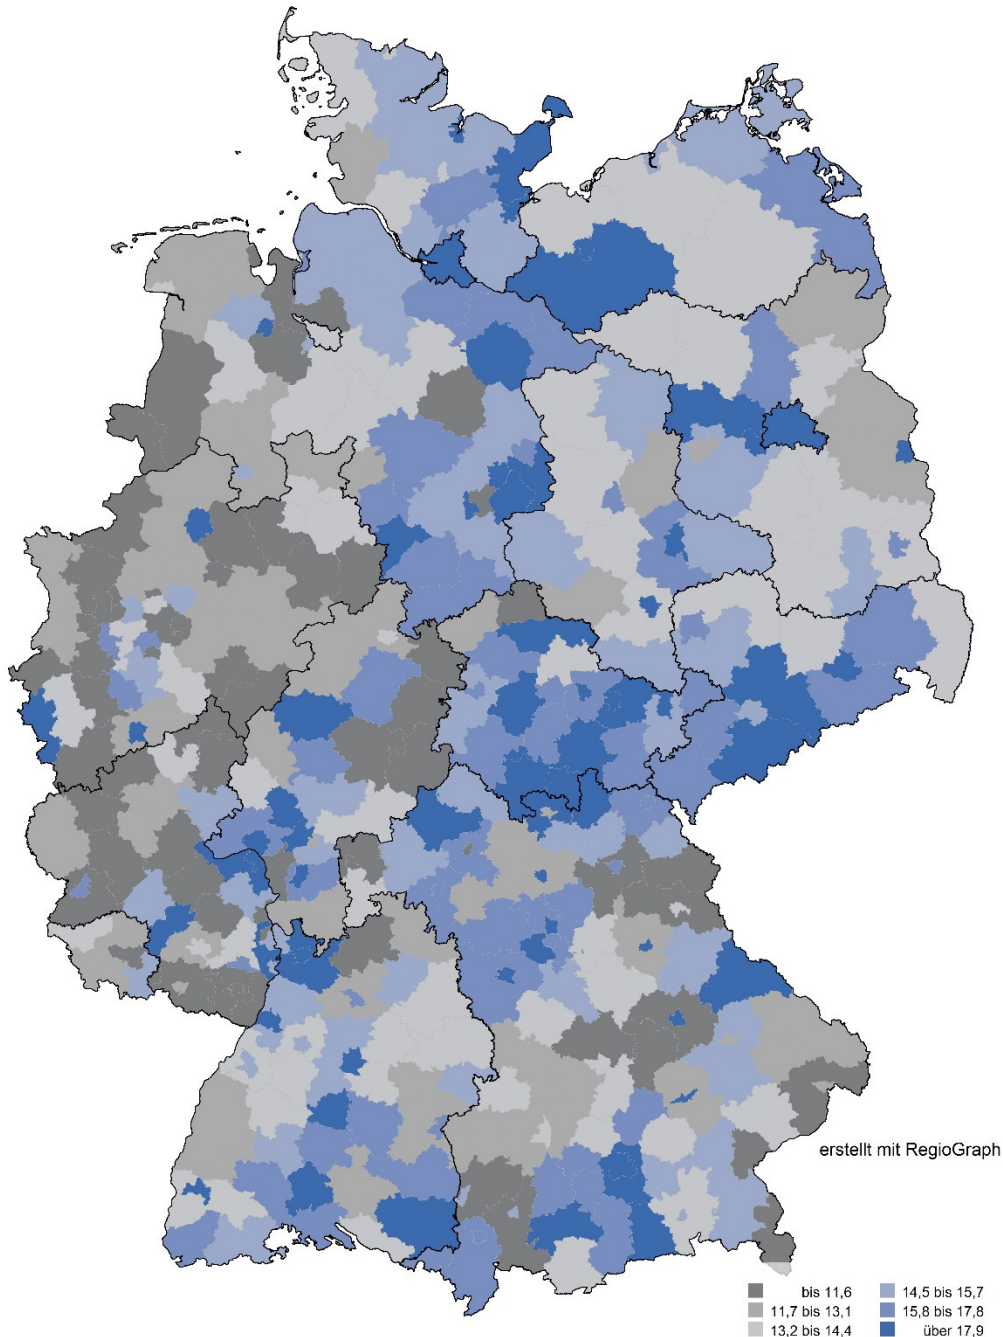 erstellt mit RegioGraph
bis 11,6
11,7 bis 13,1
13,2 bis 14,4
14,5 bis 15,7
15,8 bis 17,8
über 17,9